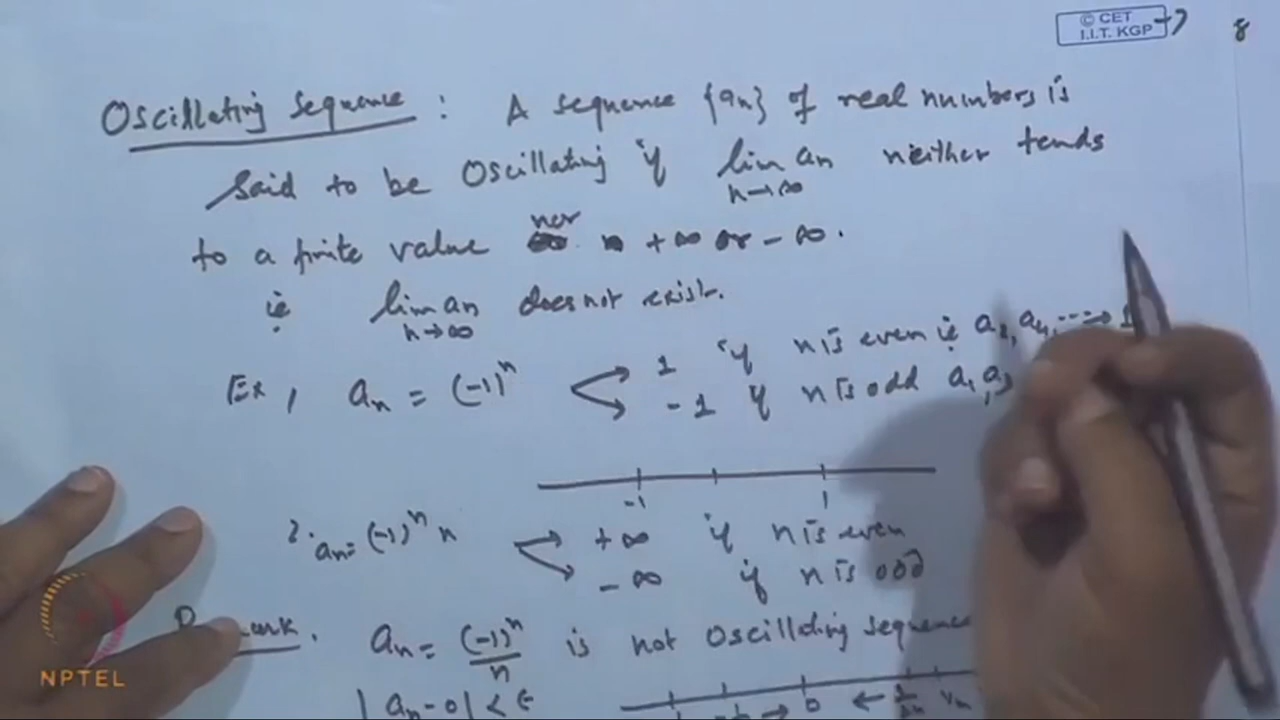 © CET
I.I.T. KGP
8
Oscillating Sequence : A sequence {an} of real numbers is
said to be Oscillating if lim an neither tends
n→∞
to a finite value nor +∞ or -∞.
ie lim an does not exist.
n→∞
Ex, an = (-1)^n 1 if n is even ie a2, a4, ---→ 1
-1 if n is odd a1, a3
-1 1
2. an = (-1)^n n +∞ if n is even
-∞ if n is odd
an = (-1)^n / n is not Oscillating sequence
|an-0| < ε 0
NPTEL